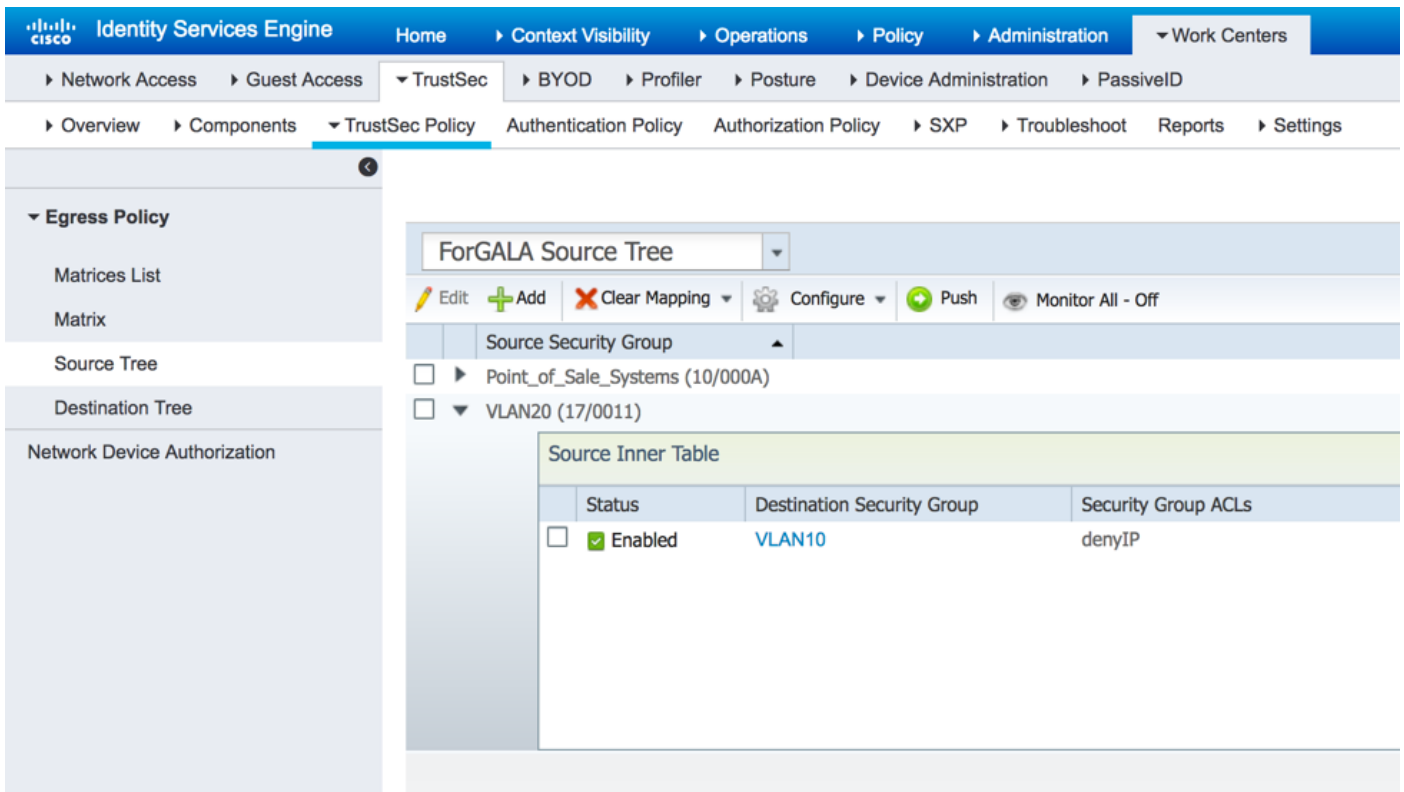 cisco Identity Services Engine Home Context Visibility Operations Policy Administration Work Centers
Network Access Guest Access TrustSec BYOD Profiler Posture Device Administration PassiveID
Overview Components TrustSec Policy Authentication Policy Authorization Policy SXP Troubleshoot Reports Settings
Egress Policy
Matrices List
Matrix
Source Tree
Destination Tree
Network Device Authorization
ForGALA Source Tree
Edit Add Clear Mapping Configure Push Monitor All - Off
Source Security Group
Point_of_Sale_Systems (10/000A)
VLAN20 (17/0011)
Source Inner Table
Status Destination Security Group Security Group ACLs
Enabled VLAN10 denyIP